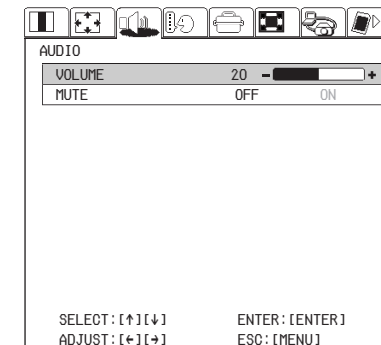 AUDIO
VOLUME 20 - +
MUTE OFF ON
SELECT:[↑][↓] ENTER:[ENTER]
ADJUST:[←][→] ESC:[MENU]